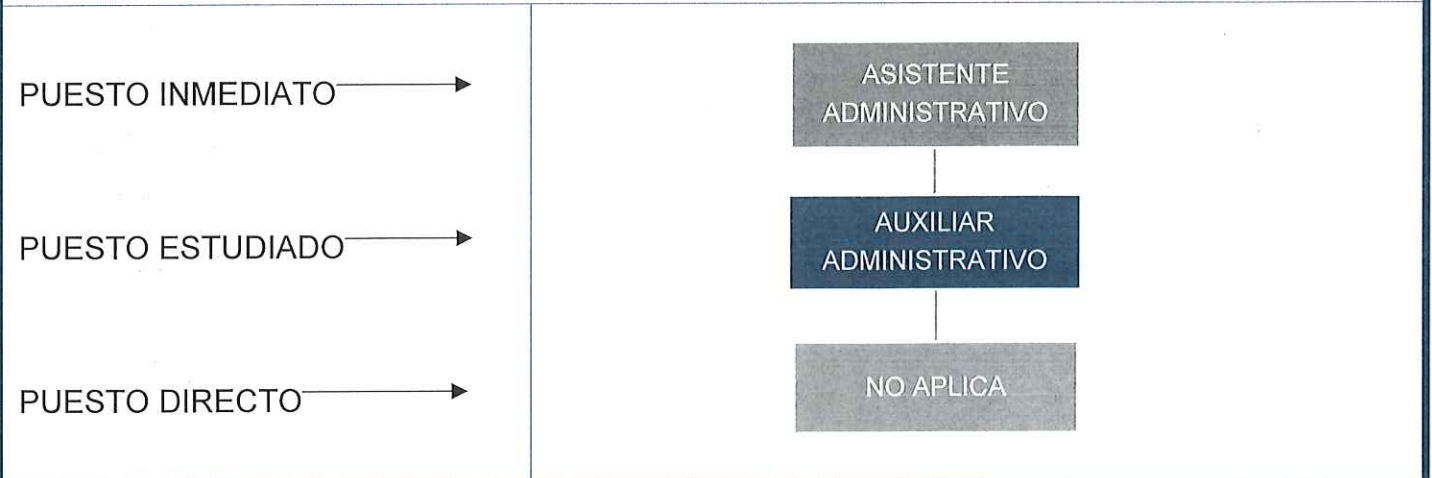 PUESTO INMEDIATO
ASISTENTE
ADMINISTRATIVO
PUESTO ESTUDIADO
AUXILIAR
ADMINISTRATIVO
PUESTO DIRECTO
NO APLICA